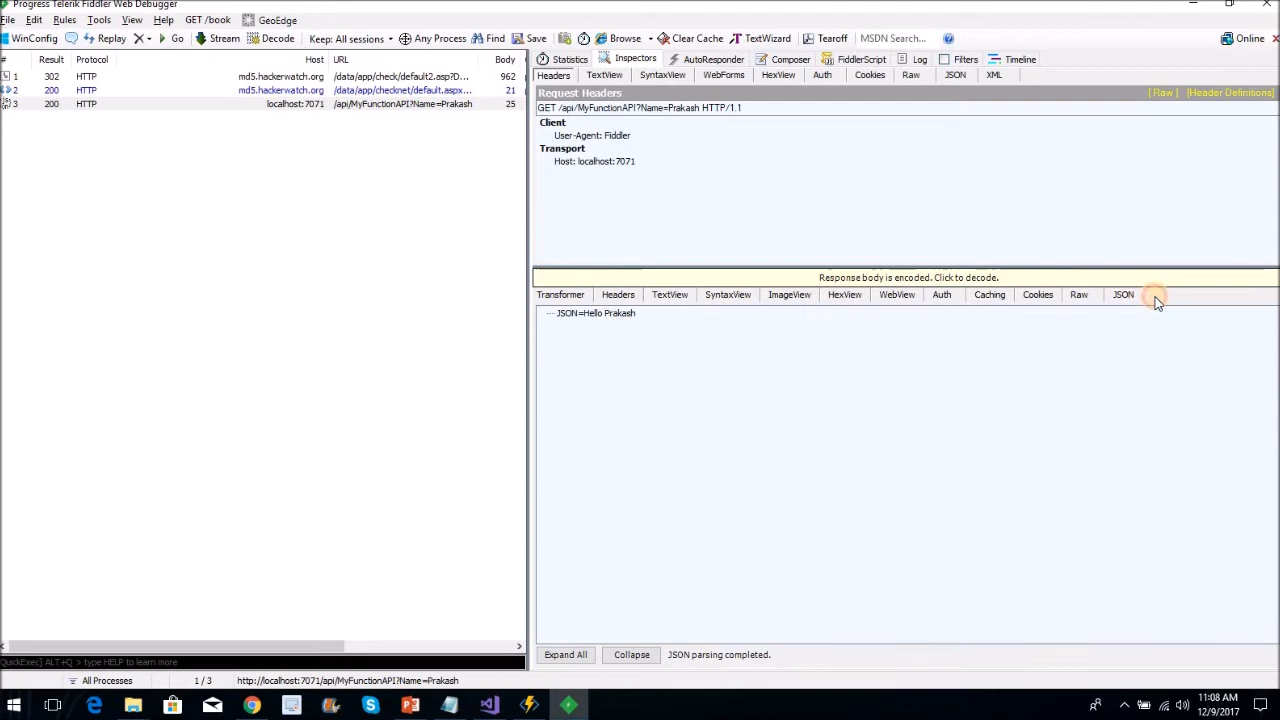 Progress Telerik Fiddler Web Debugger
File Edit Rules Tools View Help GET /book GeoEdge
WinConfig Replay Go Stream Decode Keep: All sessions Any Process Find Save Browse Clear Cache TextWizard Tearoff MSDN Search... Online
# Result Protocol Host URL Body
1 302 HTTP md5.hackerwatch.org /data/app/check/default2.asp?D... 962
2 200 HTTP md5.hackerwatch.org /data/app/checknet/default.aspx... 21
3 200 HTTP localhost:7071 /api/MyFunctionAPI?Name=Prakash 25
Statistics Inspectors AutoResponder Composer FiddlerScript Log Filters Timeline
Headers TextView SyntaxView WebForms HexView Auth Cookies Raw JSON XML
Request Headers [ Raw ] [Header Definitions]
GET /api/MyFunctionAPI?Name=Prakash HTTP/1.1
Client
User-Agent: Fiddler
Transport
Host: localhost:7071
Response body is encoded. Click to decode.
Transformer Headers TextView SyntaxView ImageView HexView WebView Auth Caching Cookies Raw JSON
JSON=Hello Prakash
Expand All Collapse JSON parsing completed.
QuickExec] ALT+Q > type HELP to learn more
All Processes 1 / 3 http://localhost:7071/api/MyFunctionAPI?Name=Prakash
11:08 AM
12/9/2017